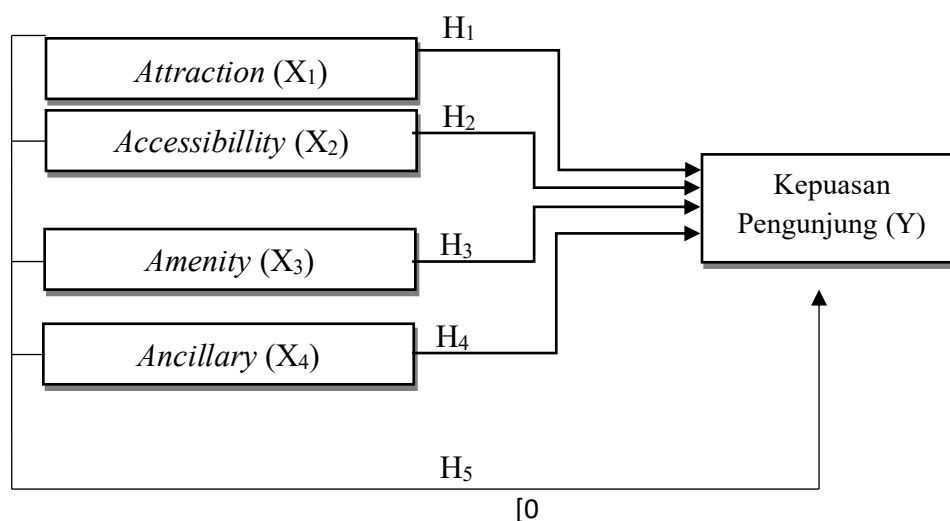 H₁
Attraction (X₁)
H₂
Accessibillity (X₂)
Kepuasan
Pengunjung (Y)
H₃
Amenity (X₃)
H₄
Ancillary (X₄)
H₅
[0